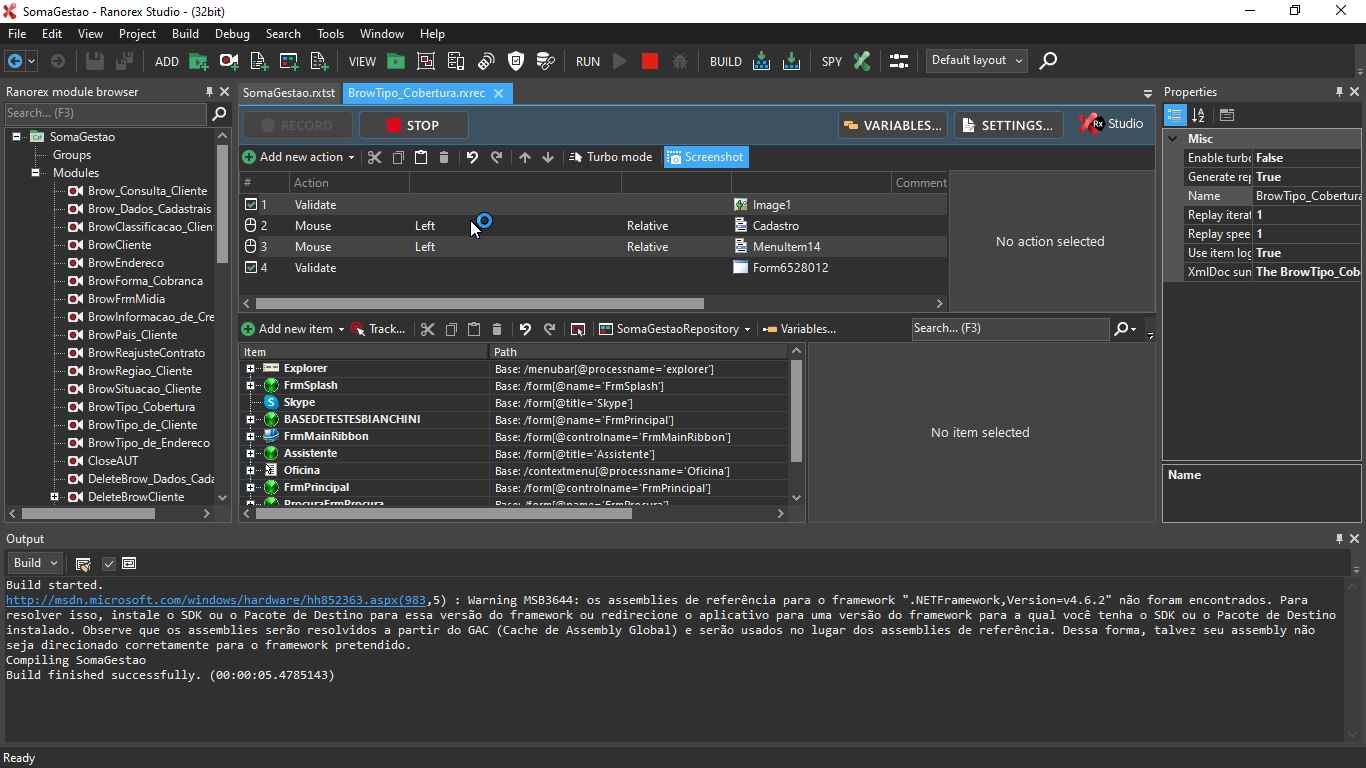 SomaGestao - Ranorex Studio - (32bit)
File Edit View Project Build Debug Search Tools Window Help
ADD VIEW RUN BUILD SPY Default layout
Ranorex module browser
Search... (F3)
SomaGestao
Groups
Modules
Brow_Consulta_Cliente
Brow_Dados_Cadastrais
BrowClassificacao_Clien
BrowCliente
BrowEndereco
BrowForma_Cobranca
BrowFrmMidia
BrowInformacao_de_Cre
BrowPais_Cliente
BrowReajusteContrato
BrowRegiao_Cliente
BrowSituacao_Cliente
BrowTipo_Cobertura
BrowTipo_de_Cliente
BrowTipo_de_Endereco
CloseAUT
DeleteBrow_Dados_Cada
DeleteBrowCliente
SomaGestao.rxtst BrowTipo_Cobertura.rxrec
RECORD STOP VARIABLES... SETTINGS... Rx Studio
Add new action Turbo mode Screenshot
# Action Comment
1 Validate Image1
2 Mouse Left Relative Cadastro
3 Mouse Left Relative MenuItem14
4 Validate Form6528012
No action selected
Add new item Track... SomaGestaoRepository Variables... Search... (F3)
Item Path
Explorer Base: /menubar[@processname='explorer']
FrmSplash Base: /form[@name='FrmSplash']
Skype Base: /form[@title='Skype']
BASEDETESTESBIANCHINI Base: /form[@name='FrmPrincipal']
FrmMainRibbon Base: /form[@controlname='FrmMainRibbon']
Assistente Base: /form[@title='Assistente']
Oficina Base: /contextmenu[@processname='Oficina']
FrmPrincipal Base: /form[@controlname='FrmPrincipal']
ProcuraFrmProcura Base: /form[@name='FrmProcura']
No item selected
Properties
Misc
Enable turb False
Generate re True
Name BrowTipo_Cobertura
Replay iterat 1
Replay spee 1
Use item log True
XmlDoc sun The BrowTipo_Cob
Name
Output
Build
Build started.
http://msdn.microsoft.com/windows/hardware/hh852363.aspx(983,5) : Warning MSB3644: os assemblies de referência para o framework ".NETFramework,Version=v4.6.2" não foram encontrados. Para
resolver isso, instale o SDK ou o Pacote de Destino para essa versão do framework ou redirecione o aplicativo para uma versão do framework para a qual você tenha o SDK ou o Pacote de Destino
instalado. Observe que os assemblies serão resolvidos a partir do GAC (Cache de Assembly Global) e serão usados no lugar dos assemblies de referência. Dessa forma, talvez seu assembly não
seja direcionado corretamente para o framework pretendido.
Compiling SomaGestao
Build finished successfully. (00:00:05.4785143)
Ready